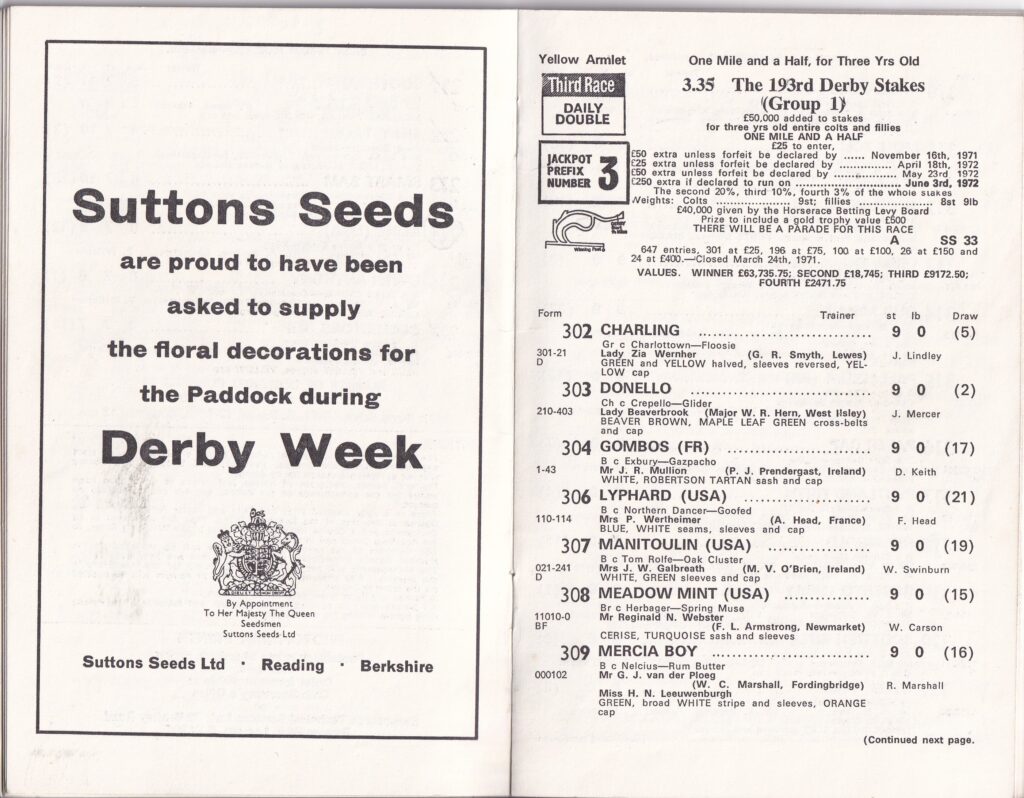 Suttons Seeds
are proud to have been
asked to supply
the floral decorations for
the Paddock during
Derby Week
By Appointment
To Her Majesty The Queen
Seedsmen
Suttons Seeds Ltd
Suttons Seeds Ltd · Reading · Berkshire
Yellow Armlet
One Mile and a Half, for Three Yrs Old
Third Race
DAILY
DOUBLE
3.35 The 193rd Derby Stakes
(Group 1)
£50,000 added to stakes
for three yrs old entire colts and fillies
ONE MILE AND A HALF
£25 to enter,
JACKPOT
PREFIX
NUMBER 3
£50 extra unless forfeit be declared by ...... November 16th, 1971
£25 extra unless forfeit be declared by ............ April 18th, 1972
£50 extra unless forfeit be declared by ............... May 23rd, 1972
£250 extra if declared to run on ......................... June 3rd, 1972
The second 20%, third 10%, fourth 3% of the whole stakes
Weights: Colts .................. 9st; fillies .................. 8st 9lb
£40,000 given by the Horserace Betting Levy Board
Prize to include a gold trophy value £500
THERE WILL BE A PARADE FOR THIS RACE
A SS 33
Winning Post
647 entries, 301 at £25, 196 at £75, 100 at £100, 26 at £150 and
24 at £400.—Closed March 24th, 1971.
VALUES. WINNER £63,735.75; SECOND £18,745; THIRD £9172.50;
FOURTH £2471.75
Form Trainer st lb Draw
302 CHARLING .................................... 9 0 (5)
Gr c Charlottown—Floosie
301-21 Lady Zia Wernher (G. R. Smyth, Lewes) J. Lindley
D GREEN and YELLOW halved, sleeves reversed, YEL-
LOW cap
303 DONELLO .................................... 9 0 (2)
Ch c Crepello—Glider
210-403 Lady Beaverbrook (Major W. R. Hern, West Ilsley) J. Mercer
BEAVER BROWN, MAPLE LEAF GREEN cross-belts
and cap
304 GOMBOS (FR) .............................. 9 0 (17)
B c Exbury—Gazpacho
1-43 Mr J. R. Mullion (P. J. Prendergast, Ireland) D. Keith
WHITE, ROBERTSON TARTAN sash and cap
306 LYPHARD (USA) ........................... 9 0 (21)
B c Northern Dancer—Goofed
110-114 Mrs P. Wertheimer (A. Head, France) F. Head
BLUE, WHITE seams, sleeves and cap
307 MANITOULIN (USA) ..................... 9 0 (19)
B c Tom Rolfe—Oak Cluster
021-241 Mrs J. W. Galbreath (M. V. O'Brien, Ireland) W. Swinburn
D WHITE, GREEN sleeves and cap
308 MEADOW MINT (USA) .................. 9 0 (15)
Br c Herbager—Spring Muse
11010-0 Mr Reginald N. Webster
BF (F. L. Armstrong, Newmarket) W. Carson
CERISE, TURQUOISE sash and sleeves
309 MERCIA BOY ................................. 9 0 (16)
B c Nelcius—Rum Butter
000102 Mr G. J. van der Ploeg
(W. C. Marshall, Fordingbridge) R. Marshall
Miss H. N. Leeuwenburgh
GREEN, broad WHITE stripe and sleeves, ORANGE
cap
(Continued next page.